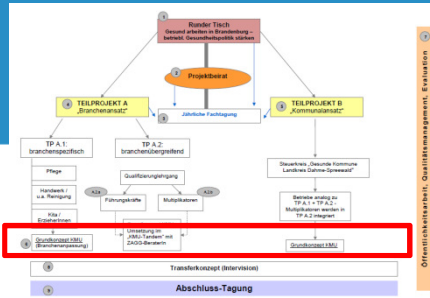 1
Runder Tisch
Gesund arbeiten in Brandenburg –
betriebl. Gesundheitspolitik stärken
2
Projektbeirat
4
TEILPROJEKT A
„Branchenansatz"
3
Jährliche Fachtagung
5
TEILPROJEKT B
„Kommunalansatz"
TP A.1:
branchenspezifisch
TP A.2:
branchenübergreifend
Pflege
Handwerk /
u.a. Reinigung
Kita /
ErzieherInnen
Qualifizierungslehrgang
Führungskräfte
Multiplikatoren
Umsetzung im
„KMU-Tandem" mit
ZAGG-BeraterIn
Steuerkreis „Gesunde Kommune
Landkreis Dahme-Spreewald"
Betriebe analog zu
TP A.1 + TP A.2 -
Multiplikatoren werden in
TP A.2 integriert
Grundkonzept KMU
(Branchenanpassung)
Grundkonzept KMU
Transferkonzept (Intervision)
Abschluss-Tagung
7
Öffentlichkeitsarbeit, Qualitätsmanagement, Evaluation